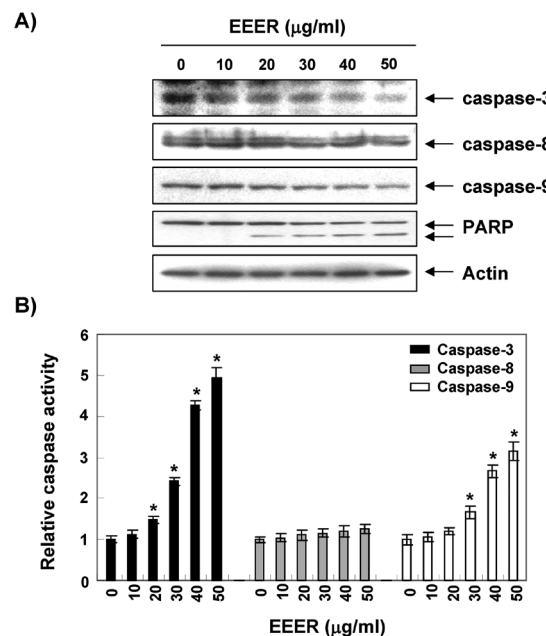 A)
EEER (μg/ml)
0 10 20 30 40 50
caspase-3
caspase-8
caspase-9
PARP
Actin
B)
Relative caspase activity
6
5
4
3
2
1
0
Caspase-3
Caspase-8
Caspase-9
* * * *
* * *
0 10 20 30 40 50 0 10 20 30 40 50 0 10 20 30 40 50
EEER (μg/ml)